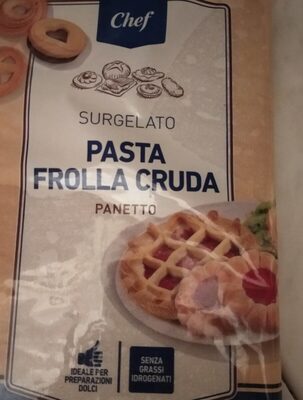 Chef
SURGELATO
PASTA
FROLLA CRUDA
PANETTO
IDEALE PER
PREPARAZIONI
DOLCI
SENZA
GRASSI
IDROGENATI